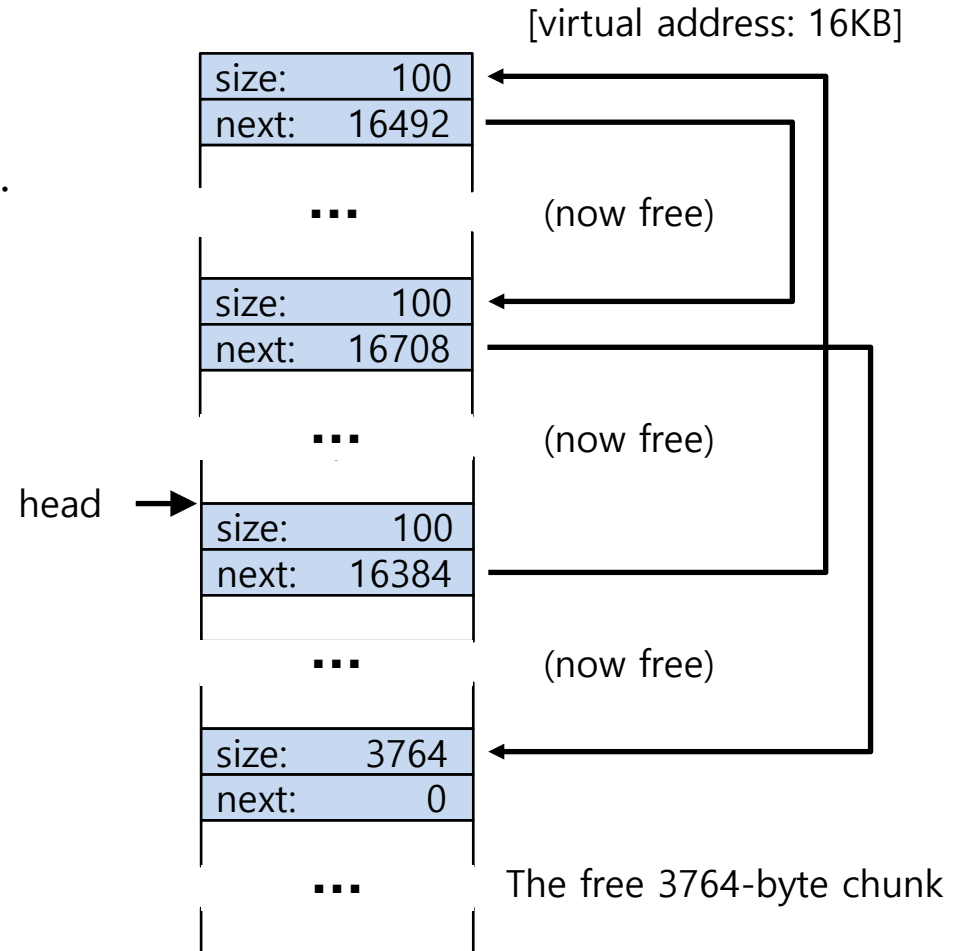 [virtual address: 16KB]
size: 100
next: 16492
.
...
(now free)
size: 100
next: 16708
...
(now free)
head
size: 100
next: 16384
...
(now free)
size: 3764
next: 0
...
The free 3764-byte chunk